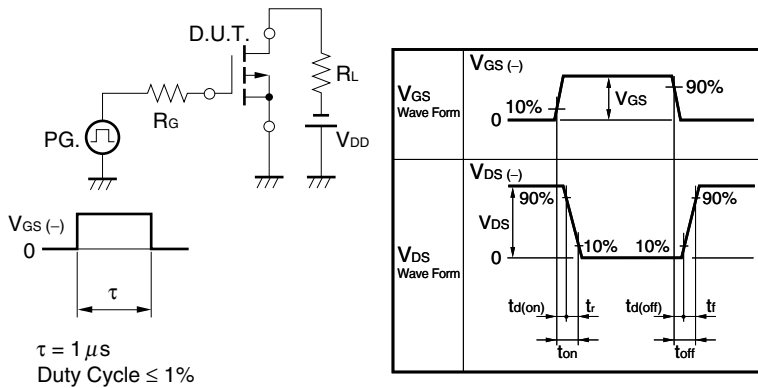 D.U.T.
RL
RG
PG.
VDD
VGS (−)
0
τ
τ = 1 μs
Duty Cycle ≤ 1%
VGS
Wave Form
VGS (−)
10%
VGS
90%
0
VDS
Wave Form
VDS (−)
90%
VDS
10%
10%
90%
0
td(on)
tr
td(off)
tf
ton
toff